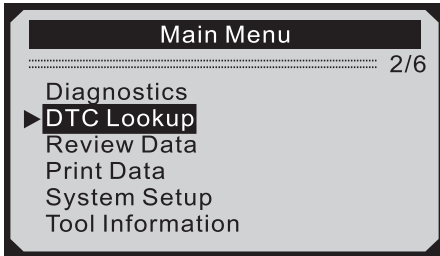 Main Menu
2/6
Diagnostics
DTC Lookup
Review Data
Print Data
System Setup
Tool Information